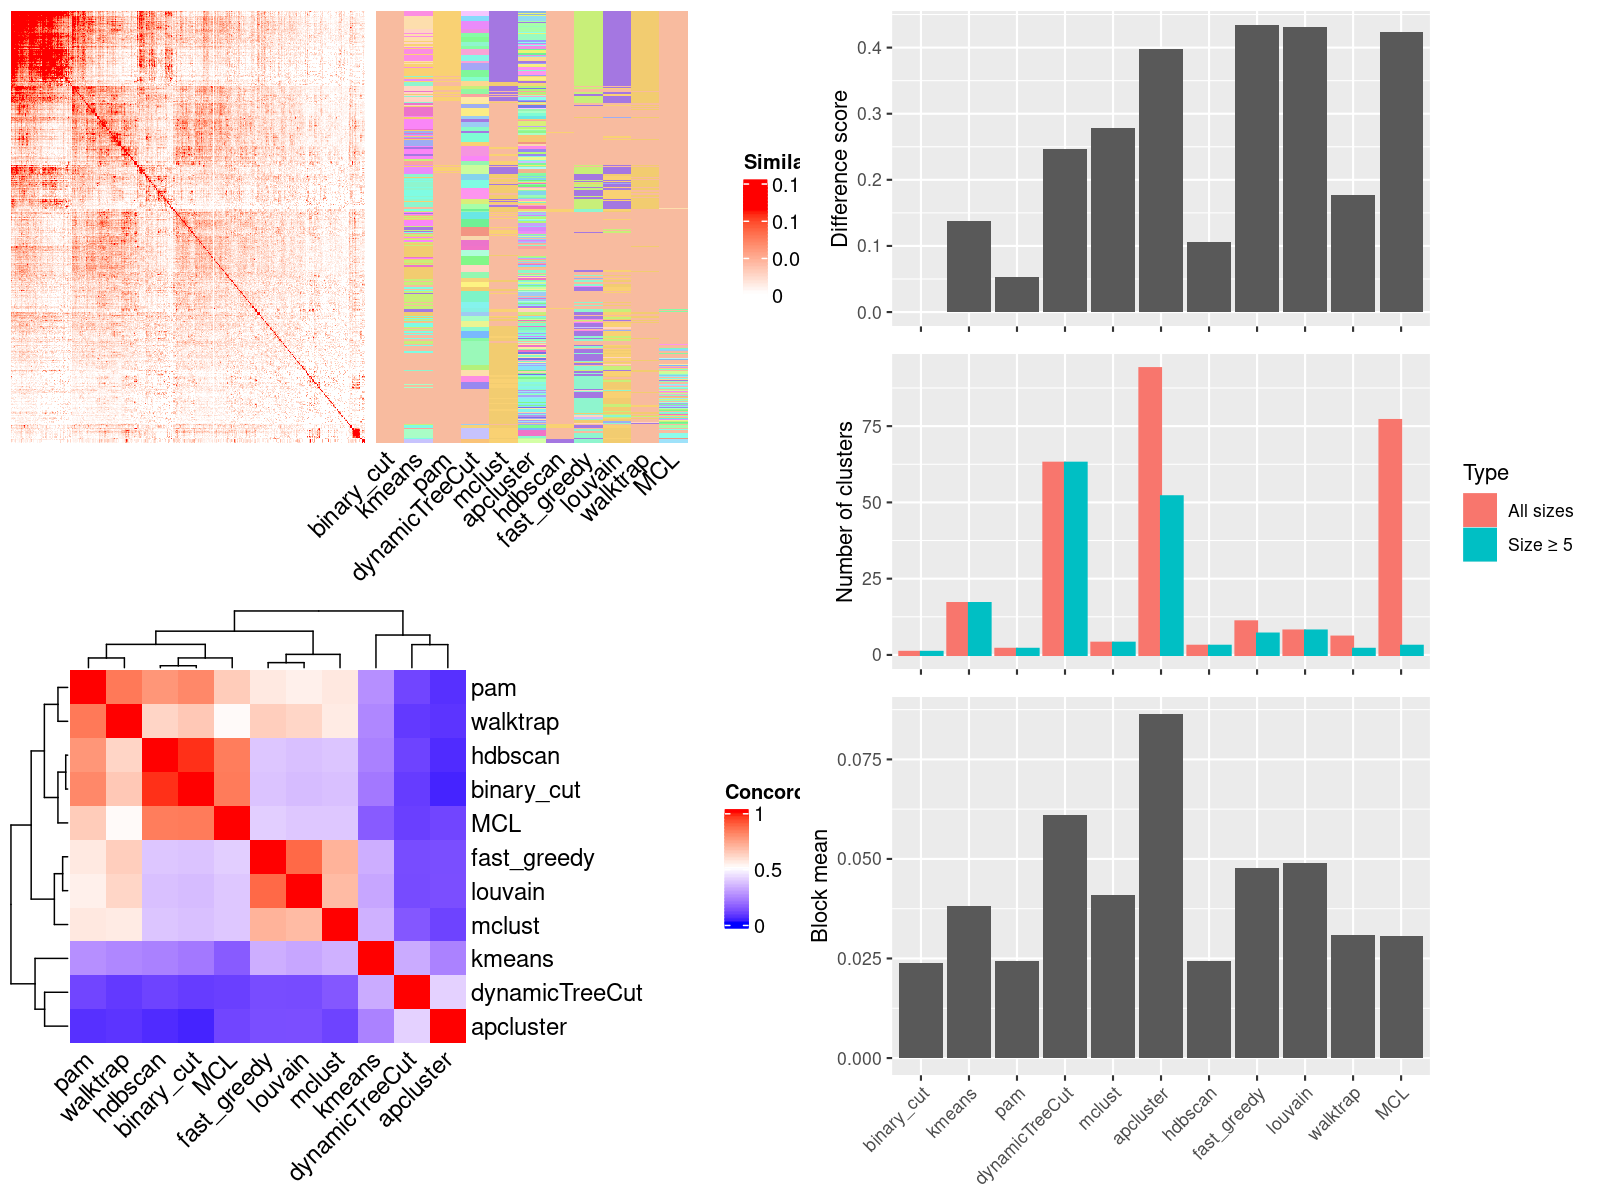 Simila
0.1
0.1
0.0
0
binary_cut
kmeans
pam
dynamicTreeCut
mclust
apcluster
hdbscan
fast_greedy
louvain
walktrap
MCL
pam
walktrap
hdbscan
binary_cut
MCL
fast_greedy
louvain
mclust
kmeans
dynamicTreeCut
apcluster
pam
walktrap
hdbscan
binary_cut
MCL
fast_greedy
louvain
mclust
kmeans
dynamicTreeCut
apcluster
Concord
1
0.5
0
Difference score
0.4
0.3
0.2
0.1
0.0
Number of clusters
75
50
25
0
Type
All sizes
Size ≥ 5
Block mean
0.075
0.050
0.025
0.000
binary_cut
kmeans
pam
dynamicTreeCut
mclust
apcluster
hdbscan
fast_greedy
louvain
walktrap
MCL